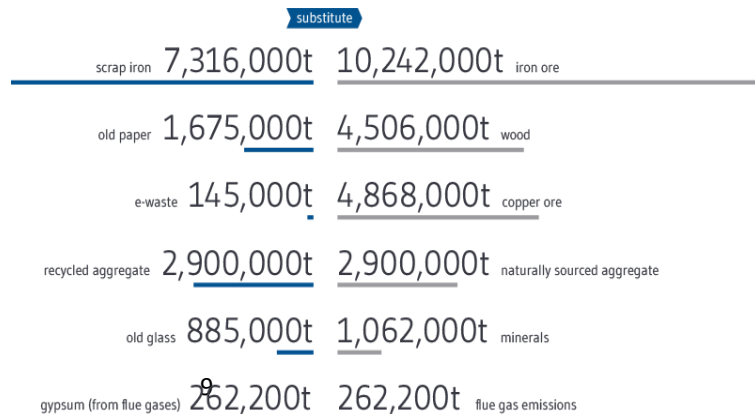 substitute
scrap iron 7,316,000t 10,242,000t iron ore
old paper 1,675,000t 4,506,000t wood
e-waste 145,000t 4,868,000t copper ore
recycled aggregate 2,900,000t 2,900,000t naturally sourced aggregate
old glass 885,000t 1,062,000t minerals
9
gypsum (from flue gases) 262,200t 262,200t flue gas emissions